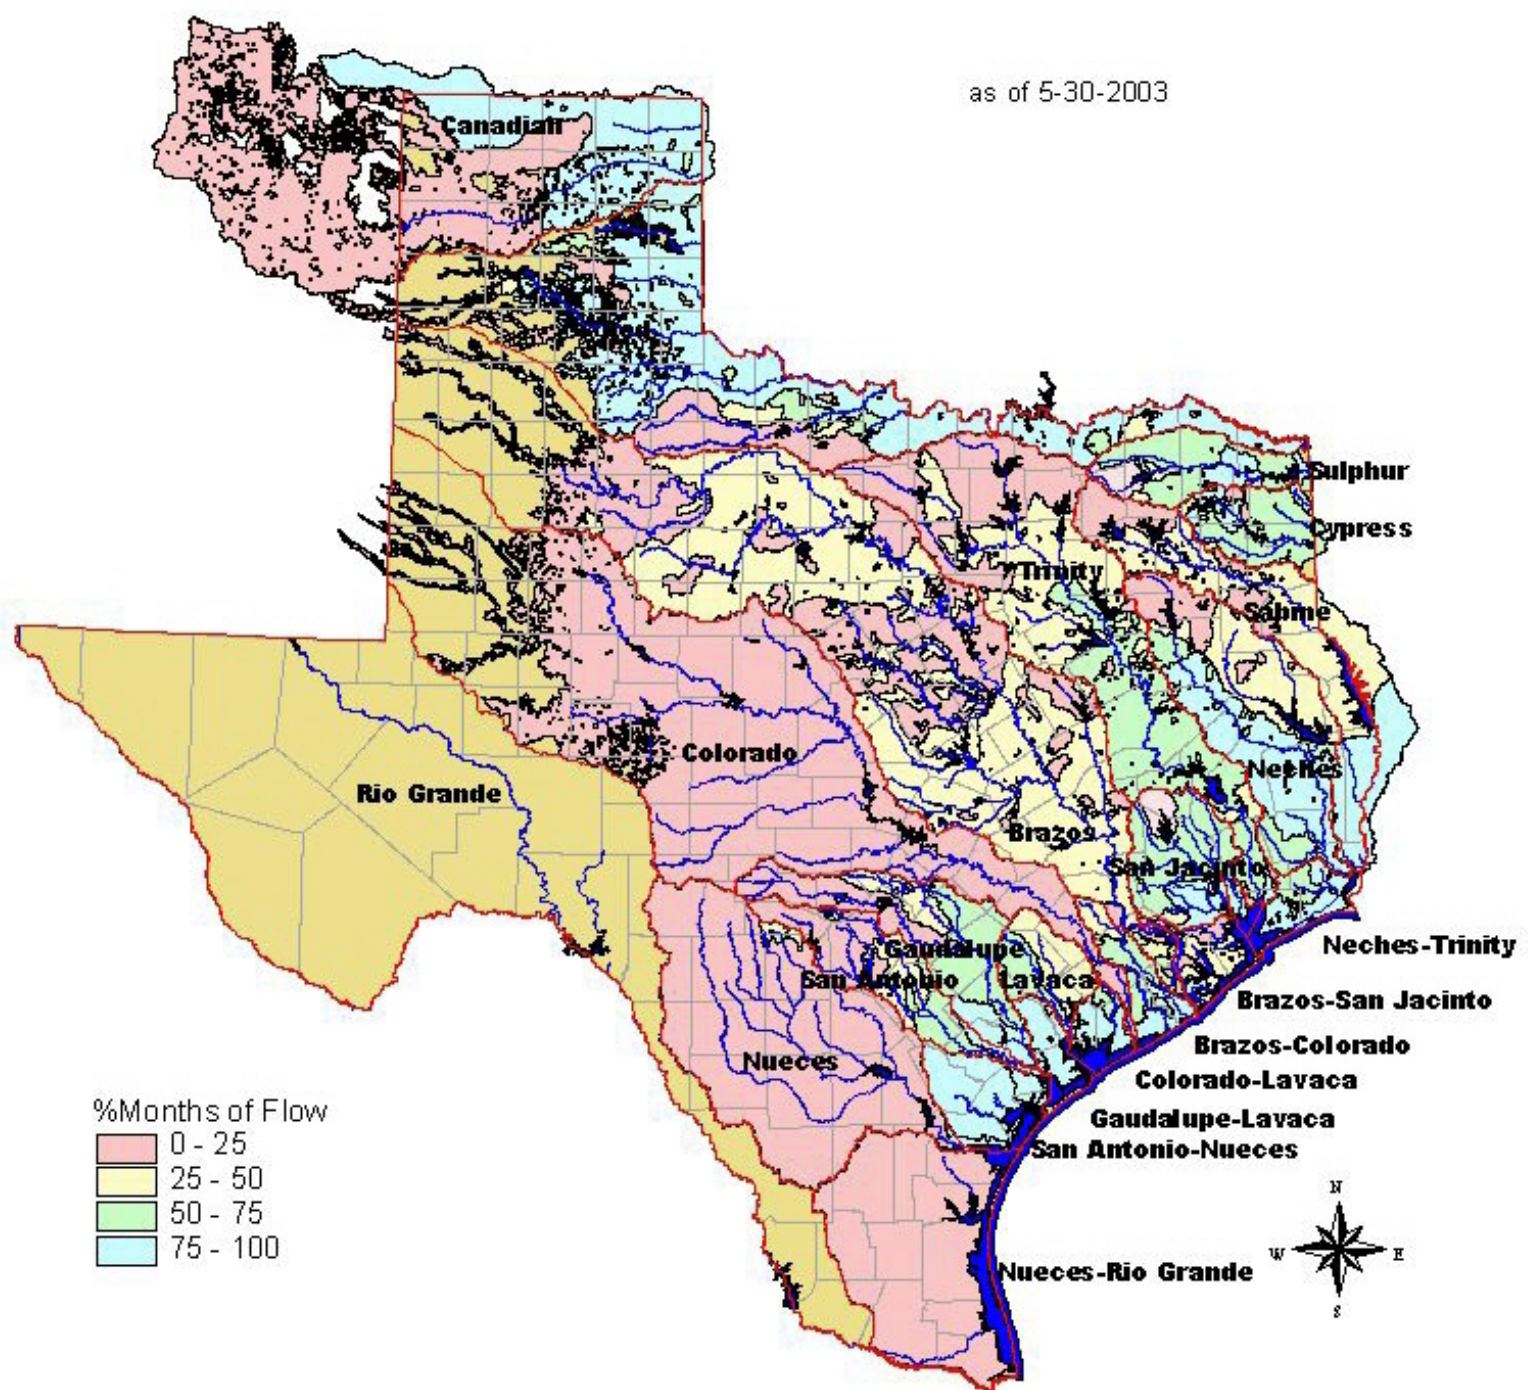 as of 5-30-2003
Canadian
Sulphur
Cypress
Trinity
Sabine
Colorado
Neches
Rio Grande
Brazos
San Jacinto
Neches-Trinity
Gaudalupe
San Antonio
Lavaca
Brazos-San Jacinto
Brazos-Colorado
Nueces
Colorado-Lavaca
Gaudalupe-Lavaca
San Antonio-Nueces
%Months of Flow
0 - 25
25 - 50
50 - 75
75 - 100
Nueces-Rio Grande
N
W
E
S